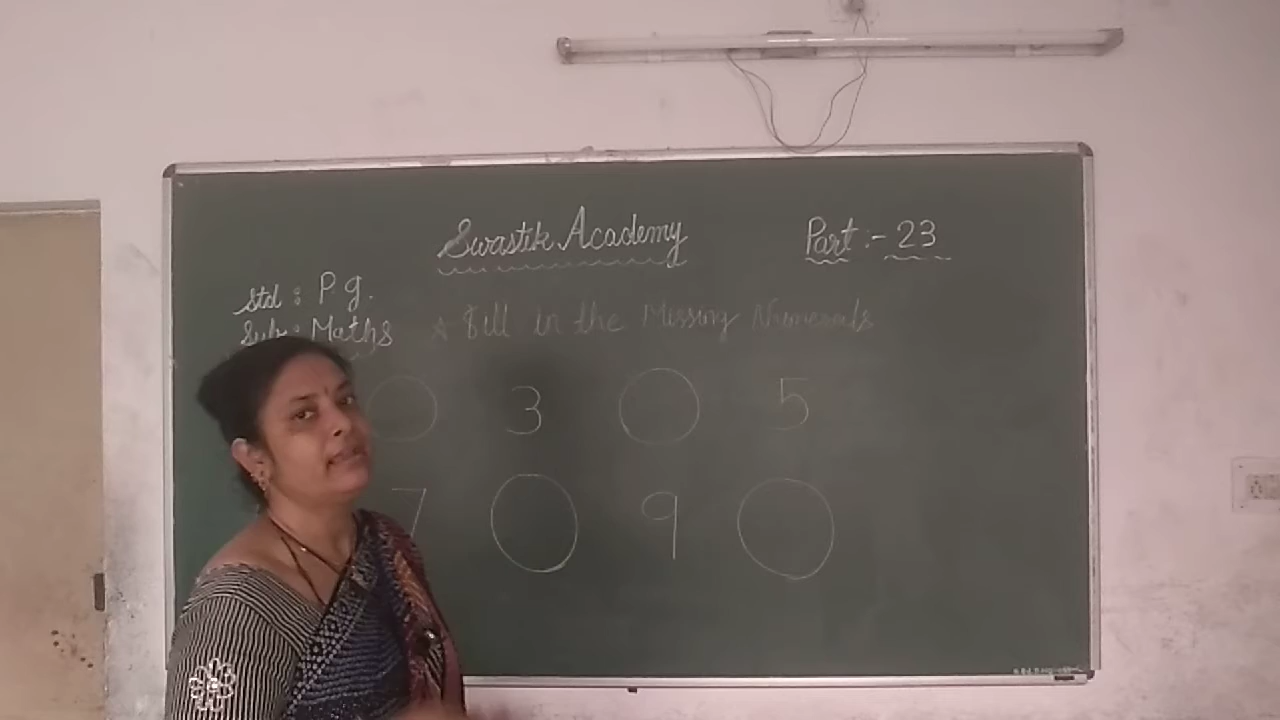 Swastik Academy
Part :- 23
Std : P.g.
Sub : Maths
Fill in the Missing Numerals
3 5
7 9